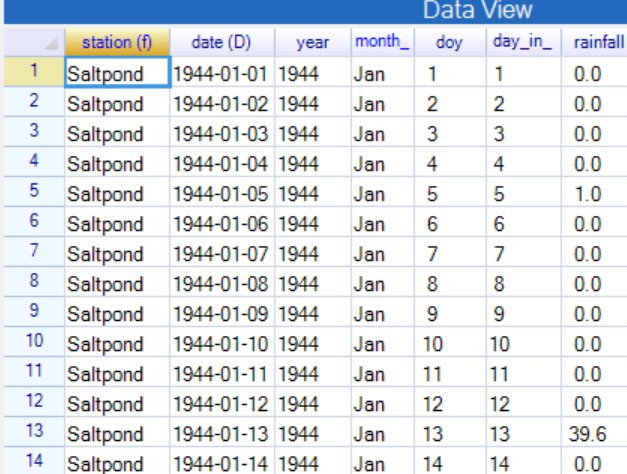 Data View
station (f) date (D) year month_ doy day_in_ rainfall
1 Saltpond 1944-01-01 1944 Jan 1 1 0.0
2 Saltpond 1944-01-02 1944 Jan 2 2 0.0
3 Saltpond 1944-01-03 1944 Jan 3 3 0.0
4 Saltpond 1944-01-04 1944 Jan 4 4 0.0
5 Saltpond 1944-01-05 1944 Jan 5 5 1.0
6 Saltpond 1944-01-06 1944 Jan 6 6 0.0
7 Saltpond 1944-01-07 1944 Jan 7 7 0.0
8 Saltpond 1944-01-08 1944 Jan 8 8 0.0
9 Saltpond 1944-01-09 1944 Jan 9 9 0.0
10 Saltpond 1944-01-10 1944 Jan 10 10 0.0
11 Saltpond 1944-01-11 1944 Jan 11 11 0.0
12 Saltpond 1944-01-12 1944 Jan 12 12 0.0
13 Saltpond 1944-01-13 1944 Jan 13 13 39.6
14 Saltpond 1944-01-14 1944 Jan 14 14 0.0